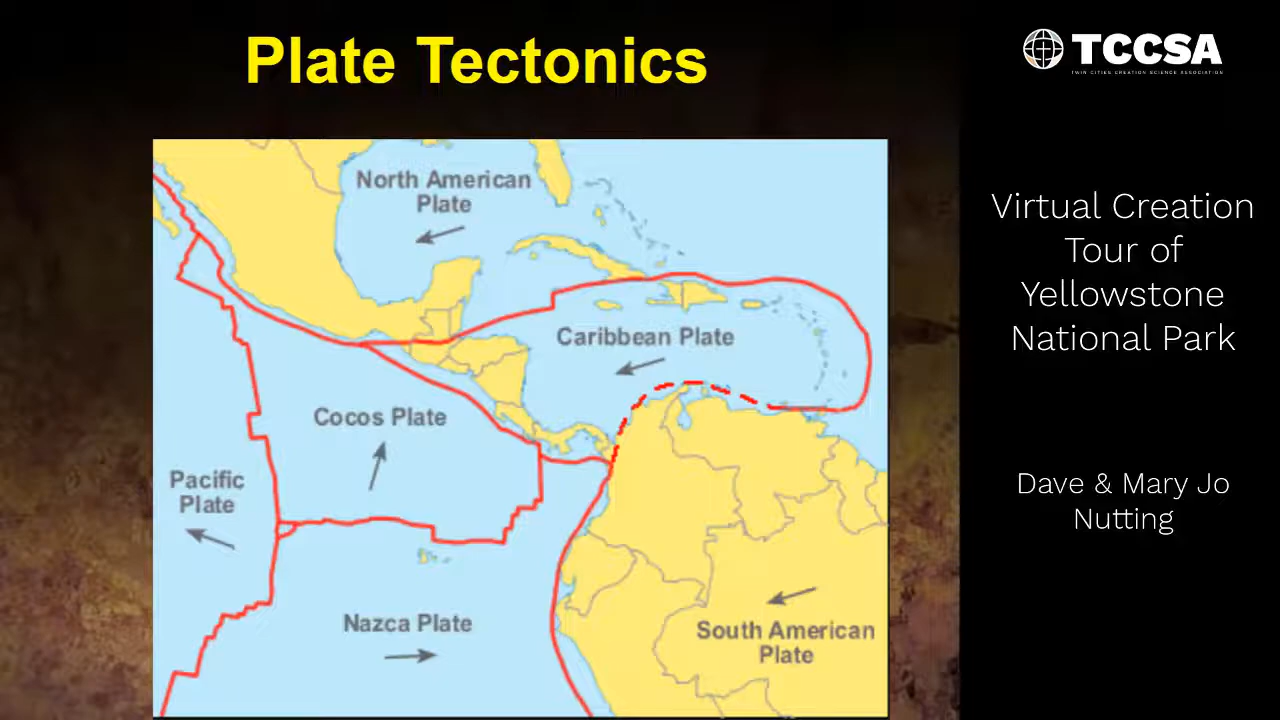 Plate Tectonics
North American
Plate
Caribbean Plate
Cocos Plate
Pacific
Plate
Nazca Plate
South American
Plate
TCCSA
TWIN CITIES CREATION SCIENCE ASSOCIATION
Virtual Creation
Tour of
Yellowstone
National Park
Dave & Mary Jo
Nutting